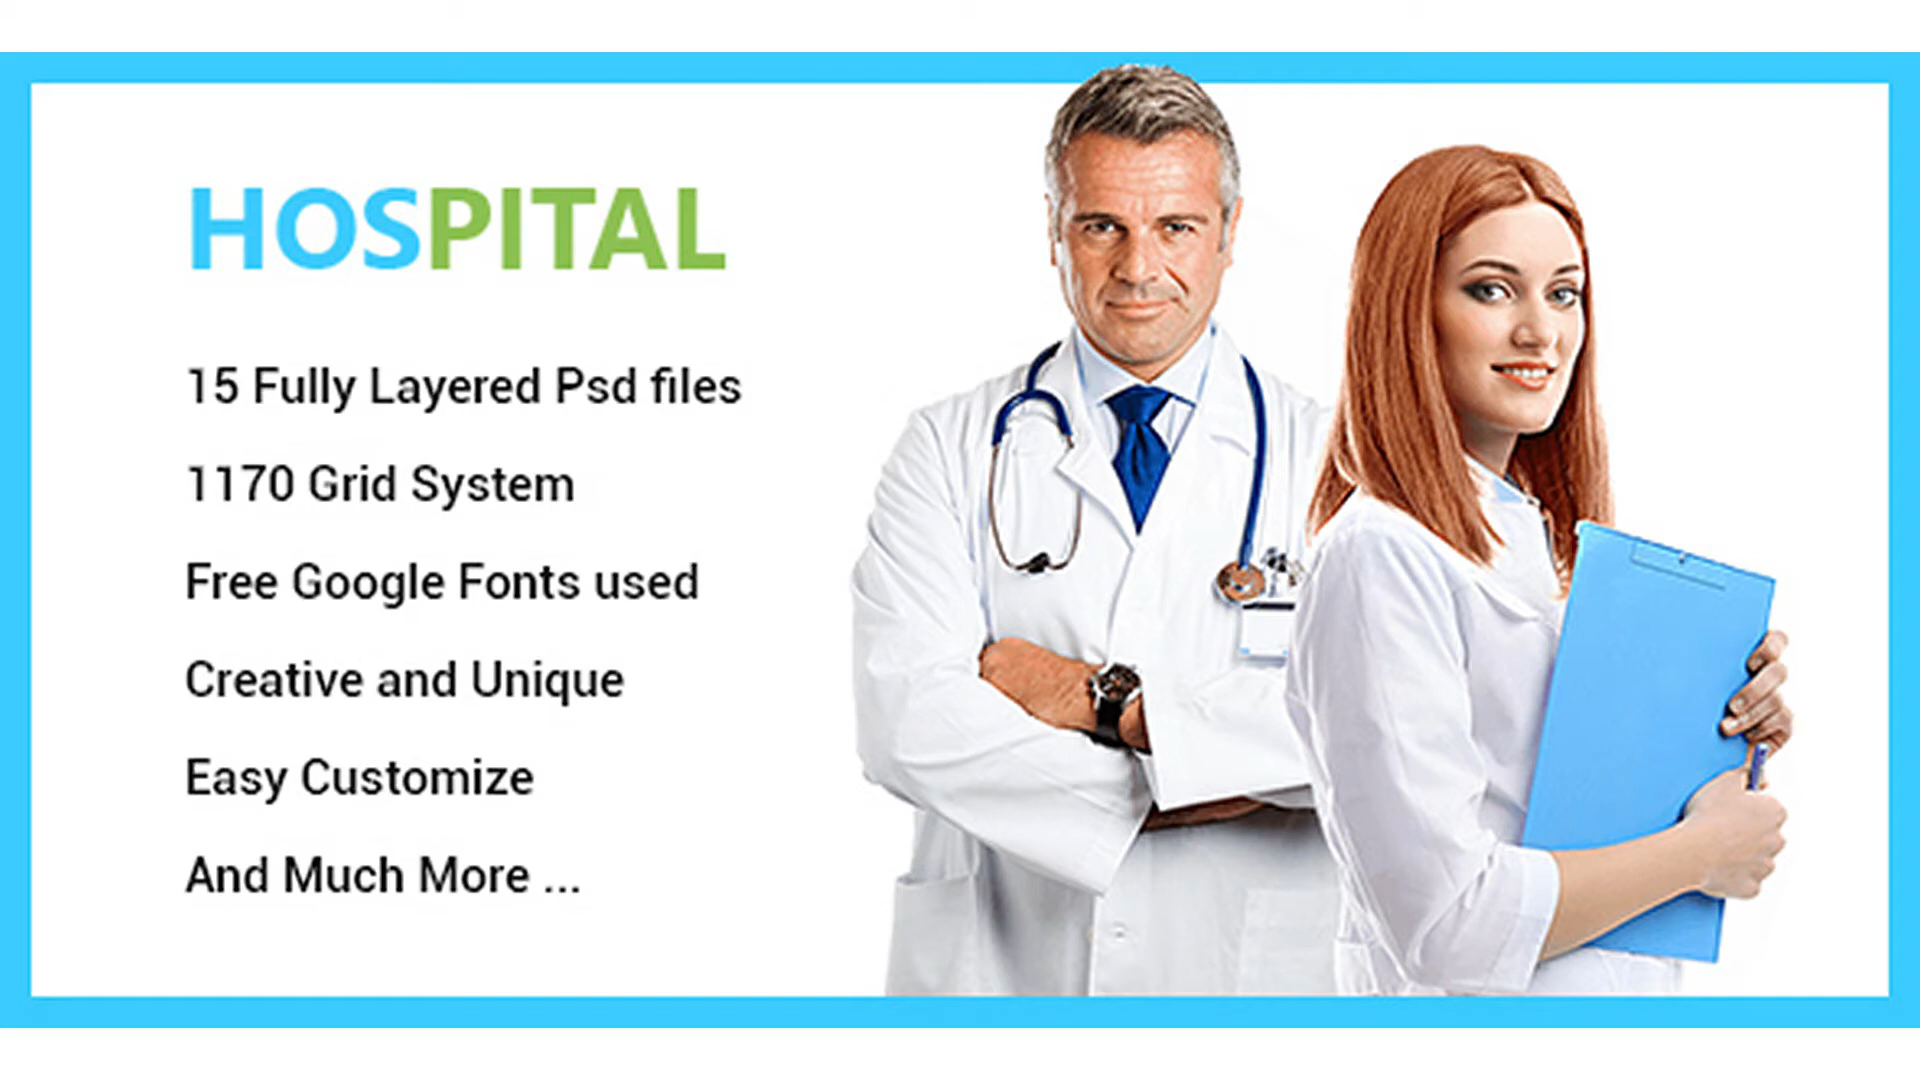 HOSPITAL
15 Fully Layered Psd files
1170 Grid System
Free Google Fonts used
Creative and Unique
Easy Customize
And Much More ...